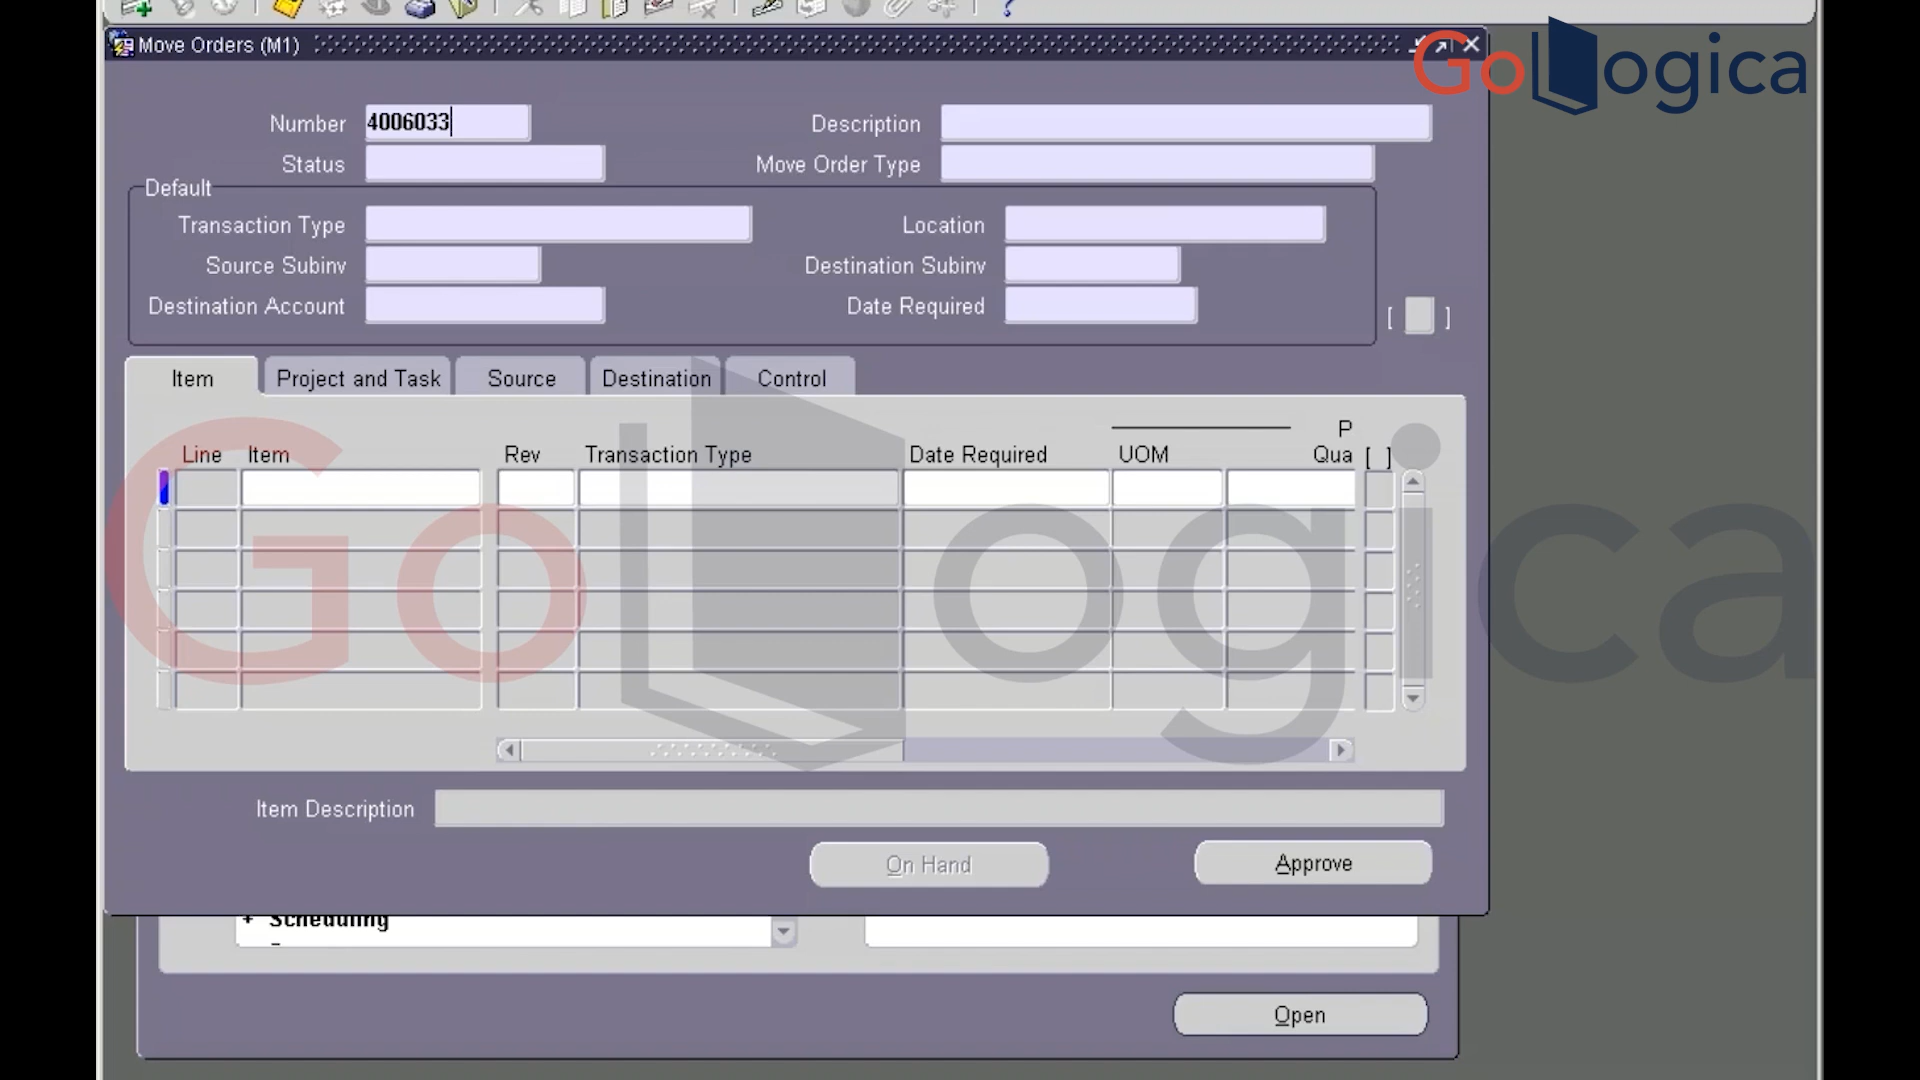 Move Orders (M1)
GoLogica
Number 4006033 Description
Status Move Order Type
Default
Transaction Type Location
Source Subinv Destination Subinv
Destination Account Date Required
[ ]
Item Project and Task Source Destination Control
P
Line Item Rev Transaction Type Date Required UOM Qua [ ]
GoLogica
Item Description
On Hand Approve
+ Scheduling
Open